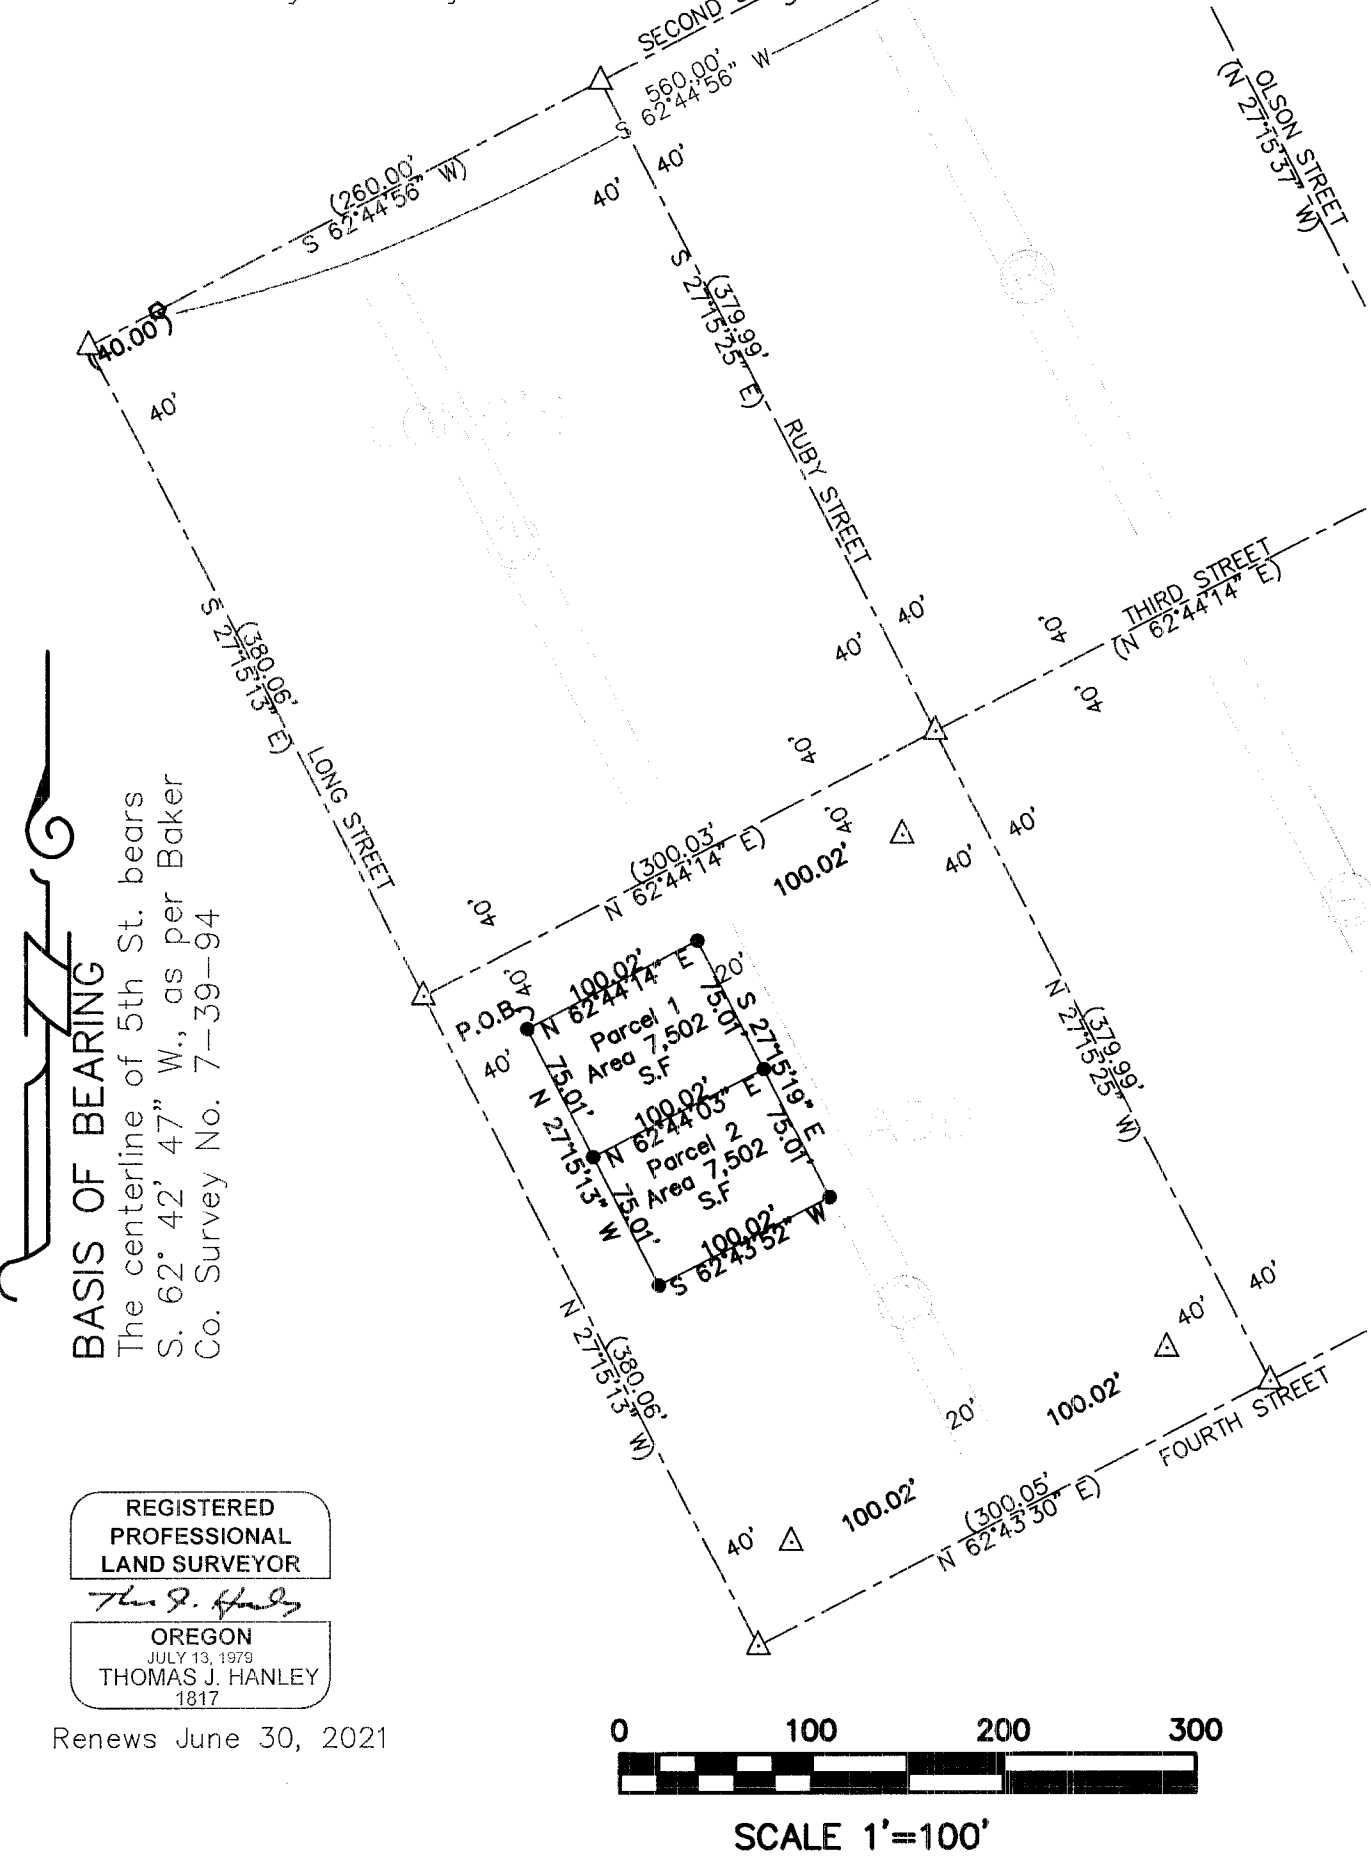 SECOND
560.00'
S 62°44'56" W
(260.00'
S 62°44'56" W)
(40.00')
40'
40'
40'
OLSON STREET
(N 27°15'37" W)
(379.99'
S 27°15'25" E)
RUBY STREET
(380.06'
S 27°15'13" E)
LONG STREET
40'
40'
40'
THIRD STREET
(N 62°44'14" E)
40'
40'
(300.03'
N 62°44'14" E)
40'
100.02'
40'
40'
40'
40'
P.O.B.
40'
100.02'
N 62°44'14" E
20'
Parcel 1
Area 7,502
S.F
75.01'
75.01'
S 27°15'19" E
N 27°15'13" W
100.02'
N 62°44'03" E
Parcel 2
Area 7,502
S.F
75.01'
75.01'
100.02'
S 62°43'52" W
(379.99'
N 27°15'25" W)
(380.06'
N 27°15'13" W)
40'
40'
20'
100.02'
FOURTH STREET
100.02'
40'
(300.05'
N 62°43'30" E)
BASIS OF BEARING
The centerline of 5th St. bears
S. 62° 42' 47" W., as per Baker
Co. Survey No. 7-39-94
REGISTERED
PROFESSIONAL
LAND SURVEYOR
OREGON
JULY 13, 1979
THOMAS J. HANLEY
1817
Renews June 30, 2021
0 100 200 300
SCALE 1'=100'